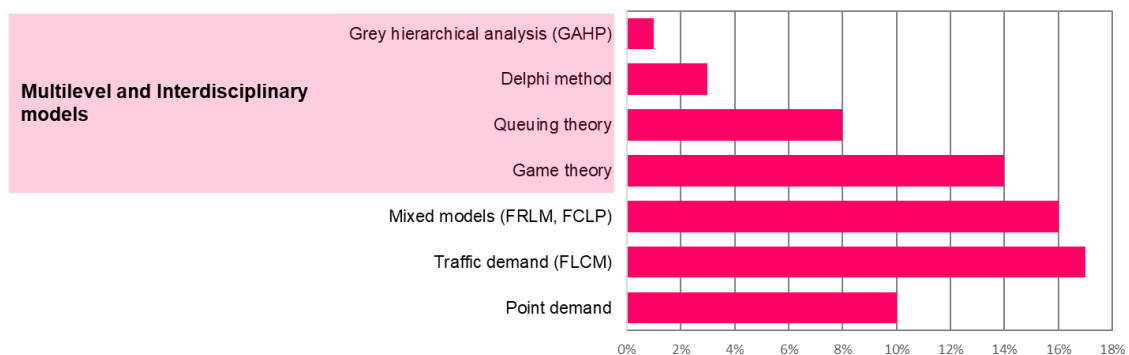 Grey hierarchical analysis (GAHP)
Multilevel and Interdisciplinary
models
Delphi method
Queuing theory
Game theory
Mixed models (FRLM, FCLP)
Traffic demand (FLCM)
Point demand
0% 2% 4% 6% 8% 10% 12% 14% 16% 18%